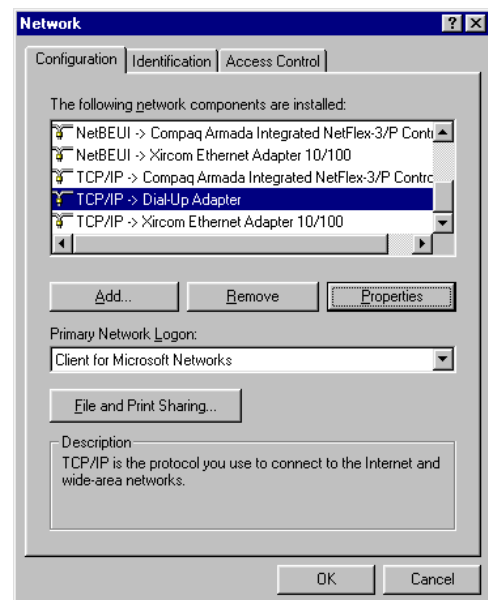 Network
Configuration Identification Access Control
The following network components are installed:
NetBEUI -> Compaq Armada Integrated NetFlex-3/P Contr
NetBEUI -> Xircom Ethernet Adapter 10/100
TCP/IP -> Compaq Armada Integrated NetFlex-3/P Contro
TCP/IP -> Dial-Up Adapter
TCP/IP -> Xircom Ethernet Adapter 10/100
Add... Remove Properties
Primary Network Logon:
Client for Microsoft Networks
File and Print Sharing...
Description
TCP/IP is the protocol you use to connect to the Internet and
wide-area networks.
OK Cancel